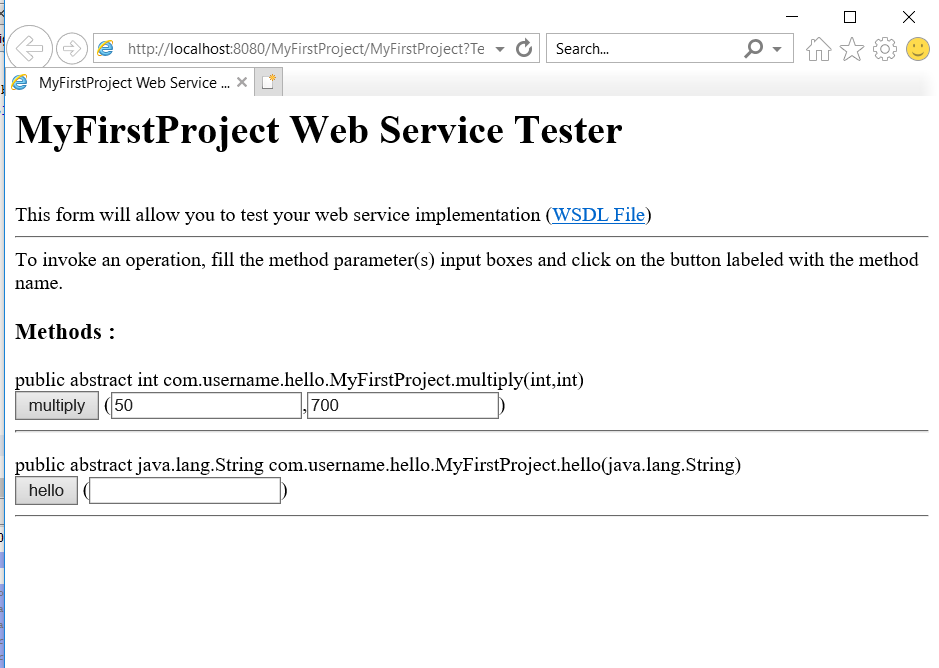 http://localhost:8080/MyFirstProject/MyFirstProject?Te
Search...
MyFirstProject Web Service ...
MyFirstProject Web Service Tester
This form will allow you to test your web service implementation (WSDL File)
To invoke an operation, fill the method parameter(s) input boxes and click on the button labeled with the method
name.
Methods :
public abstract int com.username.hello.MyFirstProject.multiply(int,int)
multiply (50,700)
public abstract java.lang.String com.username.hello.MyFirstProject.hello(java.lang.String)
hello ()